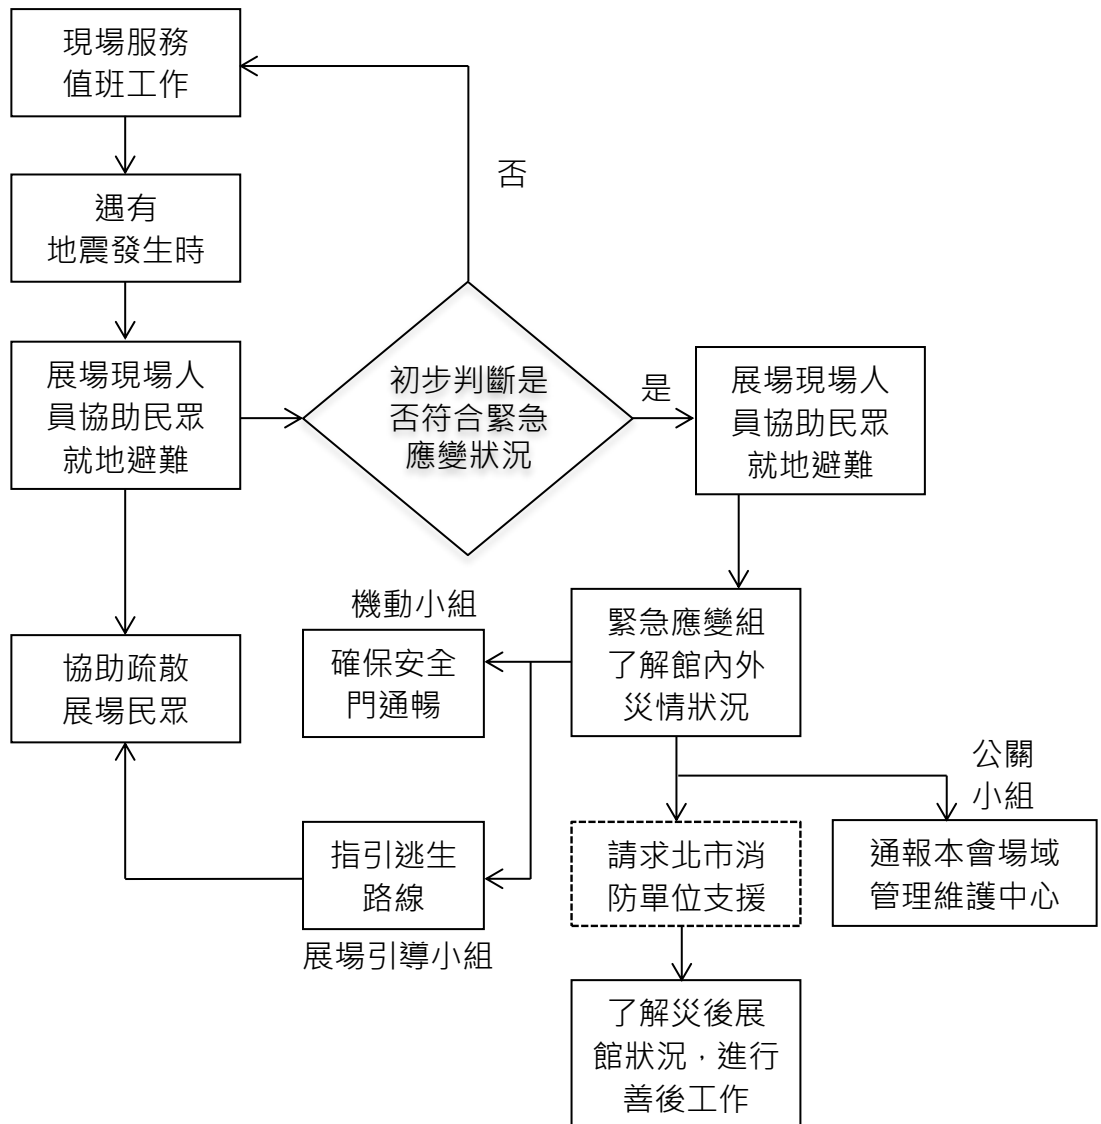 現場服務
值班工作
否
遇有
地震發生時
展場現場人
員協助民眾
就地避難
初步判斷是
否符合緊急
應變狀況
是
展場現場人
員協助民眾
就地避難
機動小組
確保安全
門通暢
緊急應變組
了解館內外
災情狀況
協助疏散
展場民眾
公關
小組
指引逃生
路線
展場引導小組
請求北市消
防單位支援
通報本會場域
管理維護中心
了解災後展
館狀況，進行
善後工作